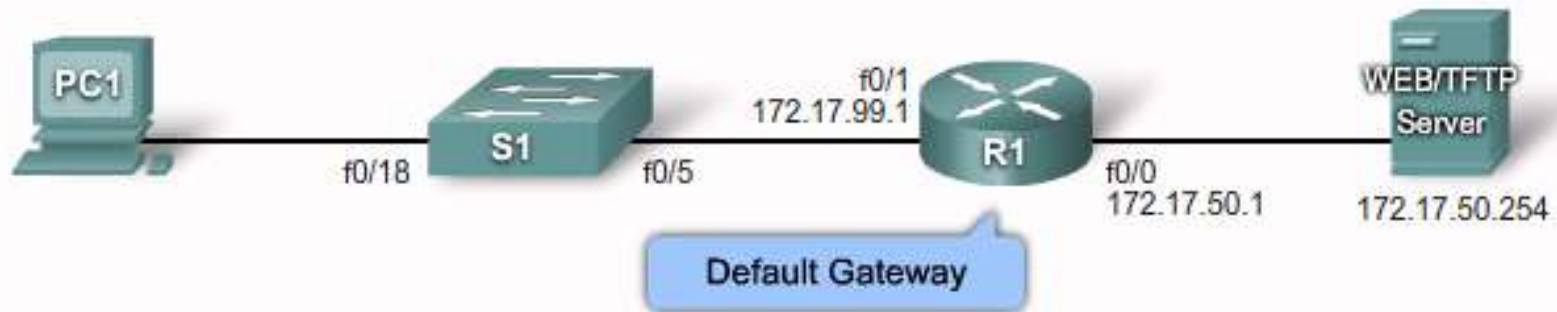 PC1
f0/18
S1
f0/5
f0/1
172.17.99.1
R1
f0/0
172.17.50.1
WEB/TFTP
Server
172.17.50.254
Default Gateway